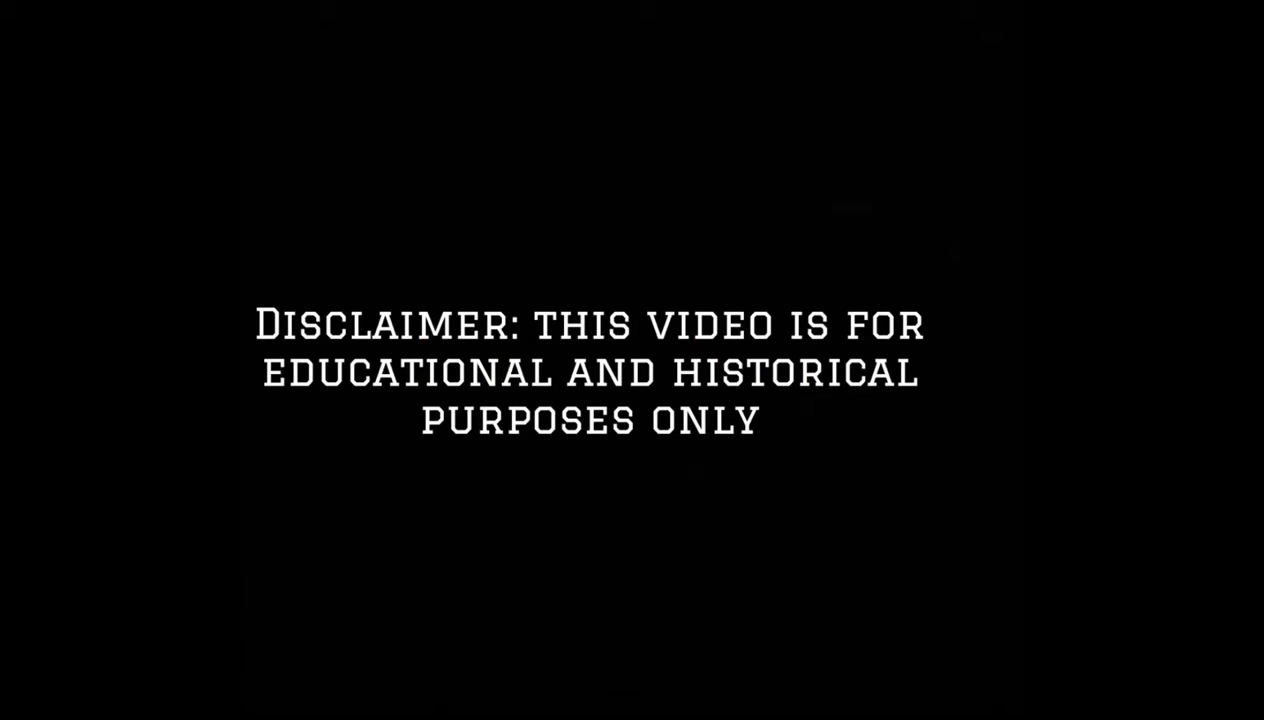 Disclaimer: this video is for
educational and historical
purposes only